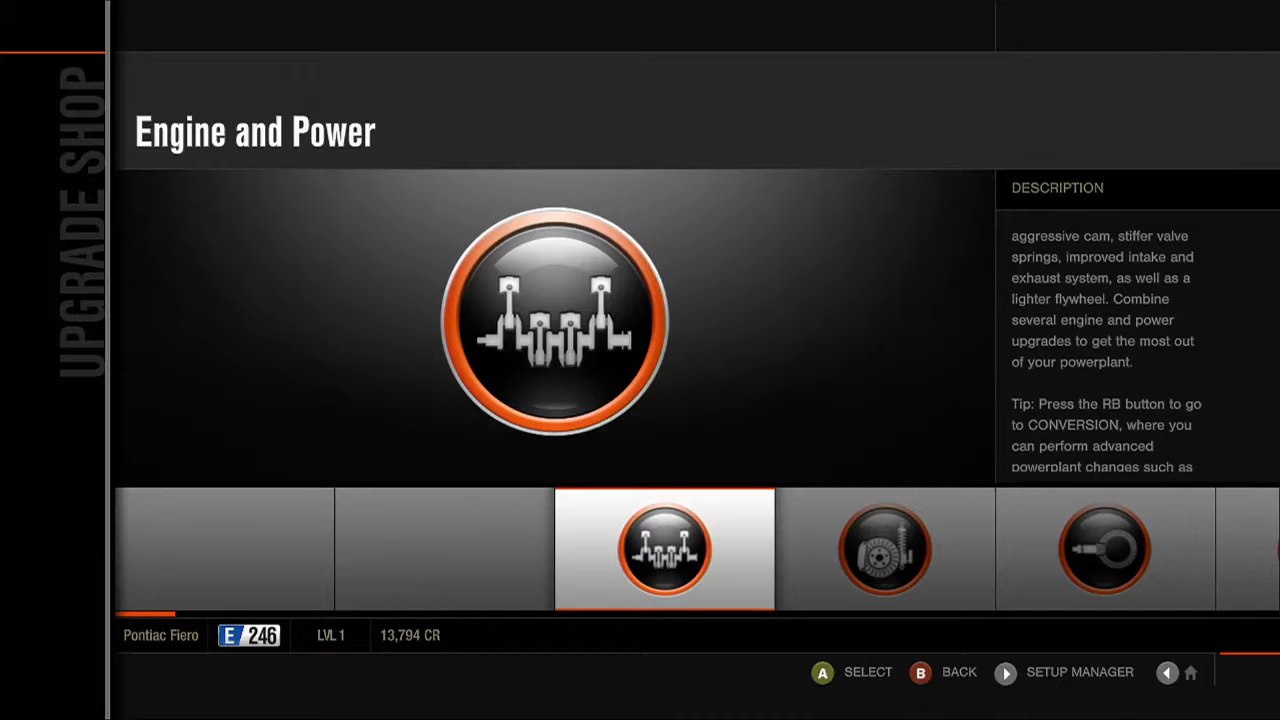 UPGRADE SHOP
Engine and Power
DESCRIPTION
aggressive cam, stiffer valve
springs, improved intake and
exhaust system, as well as a
lighter flywheel. Combine
several engine and power
upgrades to get the most out
of your powerplant.
Tip: Press the RB button to go
to CONVERSION, where you
can perform advanced
powerplant changes such as
Pontiac Fiero E 246 LVL 1 13,794 CR
A SELECT B BACK SETUP MANAGER